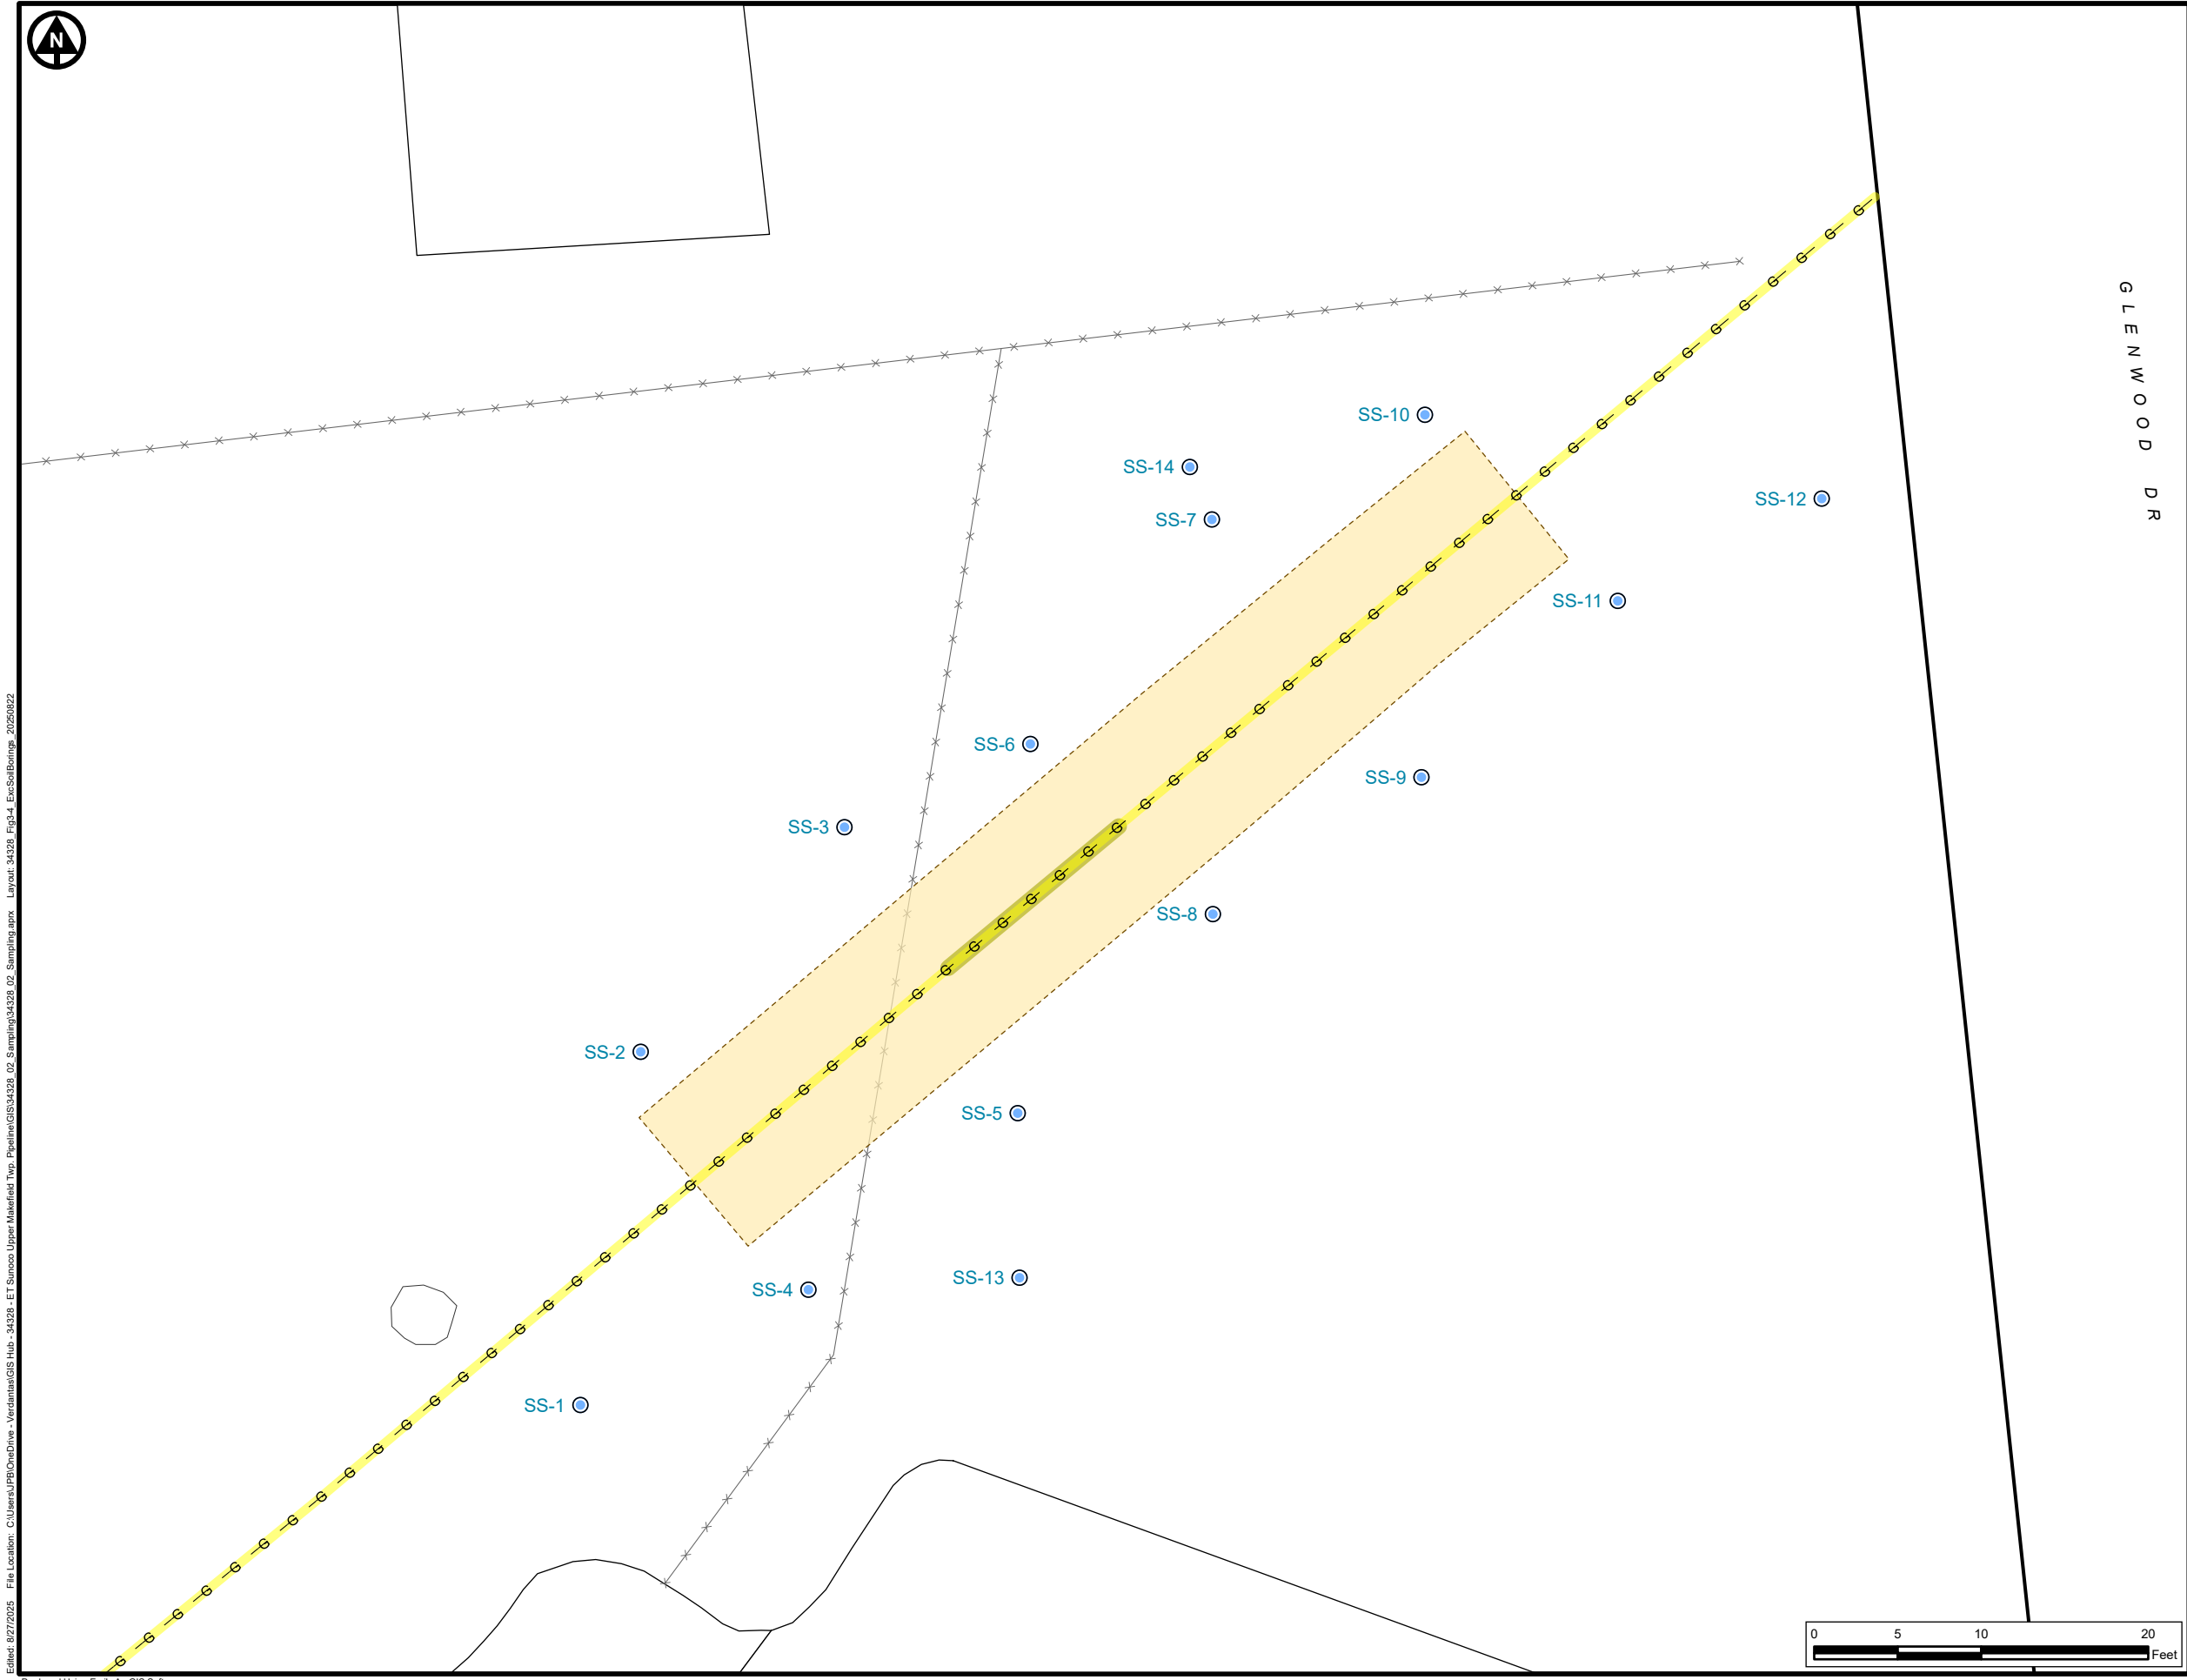 N
GLENWOOD DR
SS-10
SS-14
SS-12
SS-7
SS-11
SS-6
SS-9
SS-3
SS-8
SS-2
SS-5
SS-13
SS-4
SS-1
G G G G G G G G G G G G G G G G G G G G G G G G G G G G G G G G G G G G G G G G G G G G G G G G G G G G G G G G G G G G G G
0 5 10 20
Feet
Edited: 8/27/2025 File Location: C:\Users\JPB\OneDrive - Verdantas\GIS Hub - 34328 - ET Sunoco Upper Makefield Twp. Pipeline\GIS\34328_02_Sampling\34328_02_Sampling.aprx Layout: 34328_Fig3-4_ExcSoilBorings_20250822